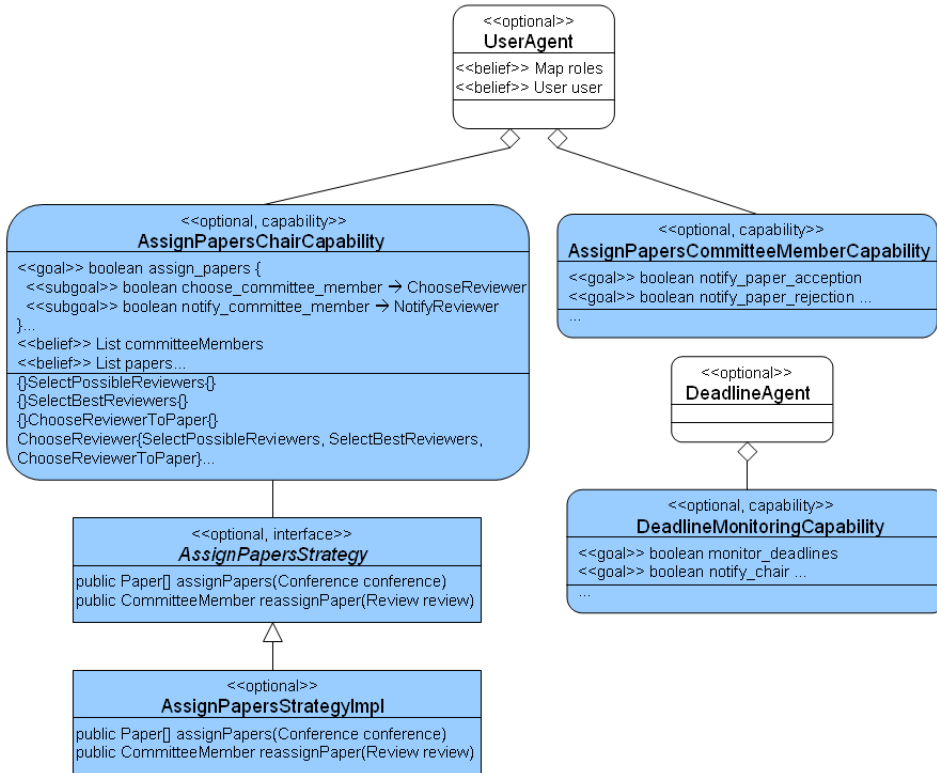 <<optional>>
UserAgent
<<belief>> Map roles
<<belief>> User user
<<optional, capability>>
AssignPapersChairCapability
<<goal>> boolean assign_papers {
<<subgoal>> boolean choose_committee_member → ChooseReviewer
<<subgoal>> boolean notify_committee_member → NotifyReviewer
}...
<<belief>> List committeeMembers
<<belief>> List papers...
{}SelectPossibleReviewers{}
{}SelectBestReviewers{}
{}ChooseReviewerToPaper{}
ChooseReviewer{SelectPossibleReviewers, SelectBestReviewers,
ChooseReviewerToPaper}...
<<optional, capability>>
AssignPapersCommitteeMemberCapability
<<goal>> boolean notify_paper_acception
<<goal>> boolean notify_paper_rejection ...
...
<<optional>>
DeadlineAgent
<<optional, capability>>
DeadlineMonitoringCapability
<<goal>> boolean monitor_deadlines
<<goal>> boolean notify_chair ...
...
<<optional, interface>>
AssignPapersStrategy
public Paper[] assignPapers(Conference conference)
public CommitteeMember reassignPaper(Review review)
<<optional>>
AssignPapersStrategyImpl
public Paper[] assignPapers(Conference conference)
public CommitteeMember reassignPaper(Review review)